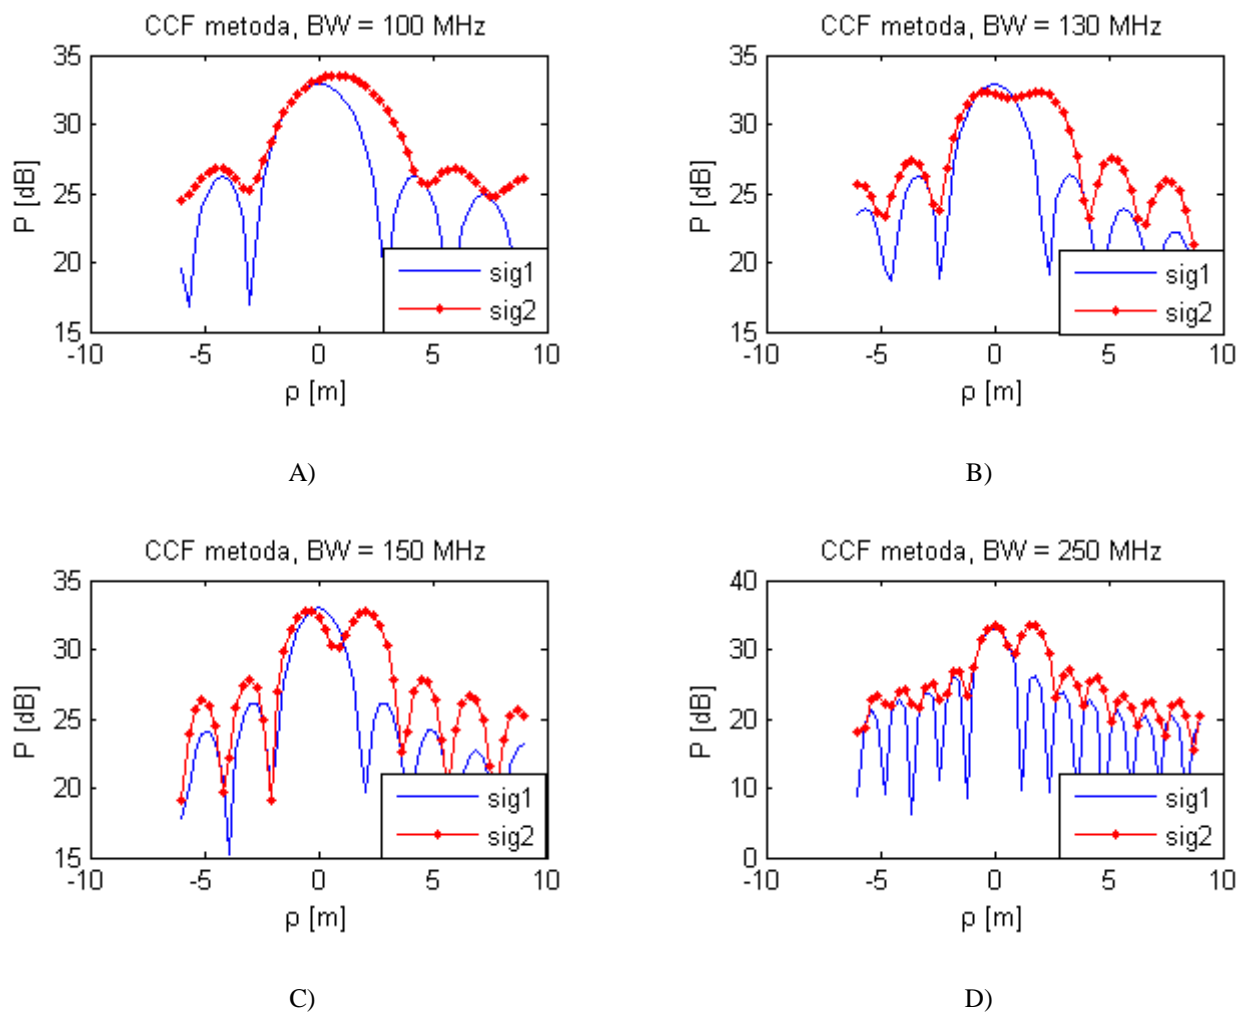 CCF metoda, BW = 100 MHz
35
30
25
20
15
P [dB]
-10 -5 0 5 10
ρ [m]
sig1
sig2
A)
CCF metoda, BW = 130 MHz
35
30
25
20
15
P [dB]
-10 -5 0 5 10
ρ [m]
sig1
sig2
B)
CCF metoda, BW = 150 MHz
35
30
25
20
15
P [dB]
-10 -5 0 5 10
ρ [m]
sig1
sig2
C)
CCF metoda, BW = 250 MHz
40
30
20
10
0
P [dB]
-10 -5 0 5 10
ρ [m]
sig1
sig2
D)